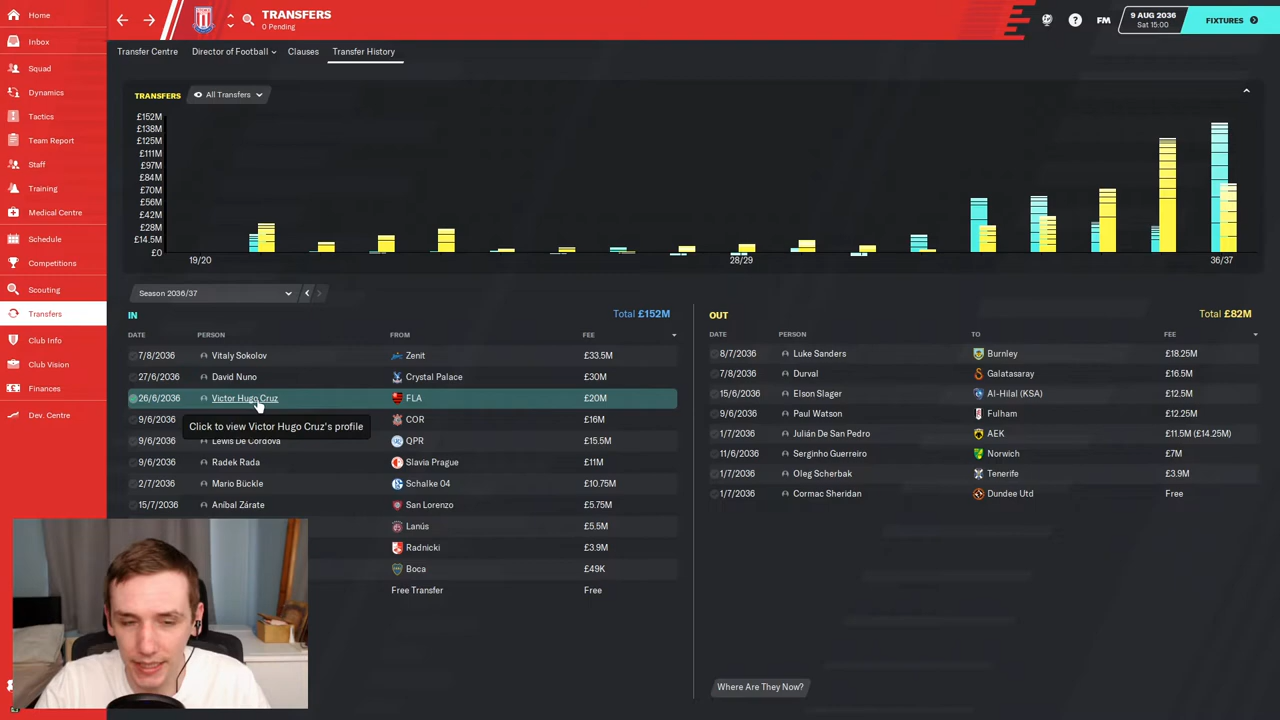 Home
TRANSFERS
0 Pending
FM
9 AUG 2036
Sat 15:00
FIXTURES
Inbox
Squad
Dynamics
Tactics
Team Report
Staff
Training
Medical Centre
Schedule
Competitions
Scouting
Transfers
Club Info
Club Vision
Finances
Dev. Centre
Transfer Centre Director of Football Clauses Transfer History
TRANSFERS All Transfers
£152M
£138M
£125M
£111M
£97M
£84M
£70M
£56M
£42M
£28M
£14.5M
£0
19/20 28/29 36/37
Season 2036/37
IN Total £152M
DATE PERSON FROM FEE
7/8/2036 Vitaly Sokolov Zenit £33.5M
27/6/2036 David Nuno Crystal Palace £30M
26/6/2036 Victor Hugo Cruz FLA £20M
9/6/2036 COR £16M
Click to view Victor Hugo Cruz's profile
9/6/2036 Lewis De Cordova QPR £15.5M
9/6/2036 Radek Rada Slavia Prague £11M
2/7/2036 Mario Bückle Schalke 04 £10.75M
15/7/2036 Aníbal Zárate San Lorenzo £5.75M
Lanús £5.5M
Radnicki £3.9M
Boca £49K
Free Transfer Free
OUT Total £82M
DATE PERSON TO FEE
8/7/2036 Luke Sanders Burnley £18.25M
7/8/2036 Durval Galatasaray £16.5M
15/6/2036 Elson Slager Al-Hilal (KSA) £12.5M
9/6/2036 Paul Watson Fulham £12.25M
1/7/2036 Julián De San Pedro AEK £11.5M (£14.25M)
11/6/2036 Serginho Guerreiro Norwich £7M
1/7/2036 Oleg Scherbak Tenerife £3.9M
1/7/2036 Cormac Sheridan Dundee Utd Free
Where Are They Now?